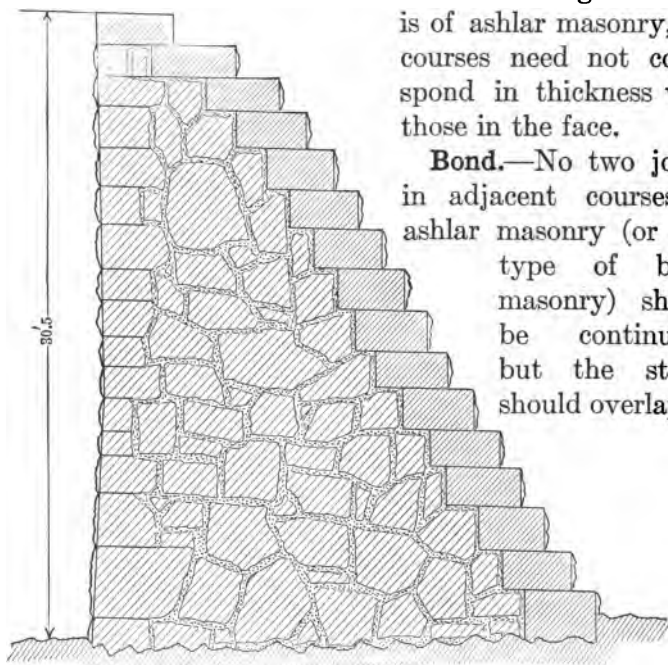 is of ashlar masonry,
courses need not co
spond in thickness
those in the face.
Bond.—No two jo
in adjacent courses
ashlar masonry (or
type of b
masonry) sh
be continu
but the st
should overla
30.5'